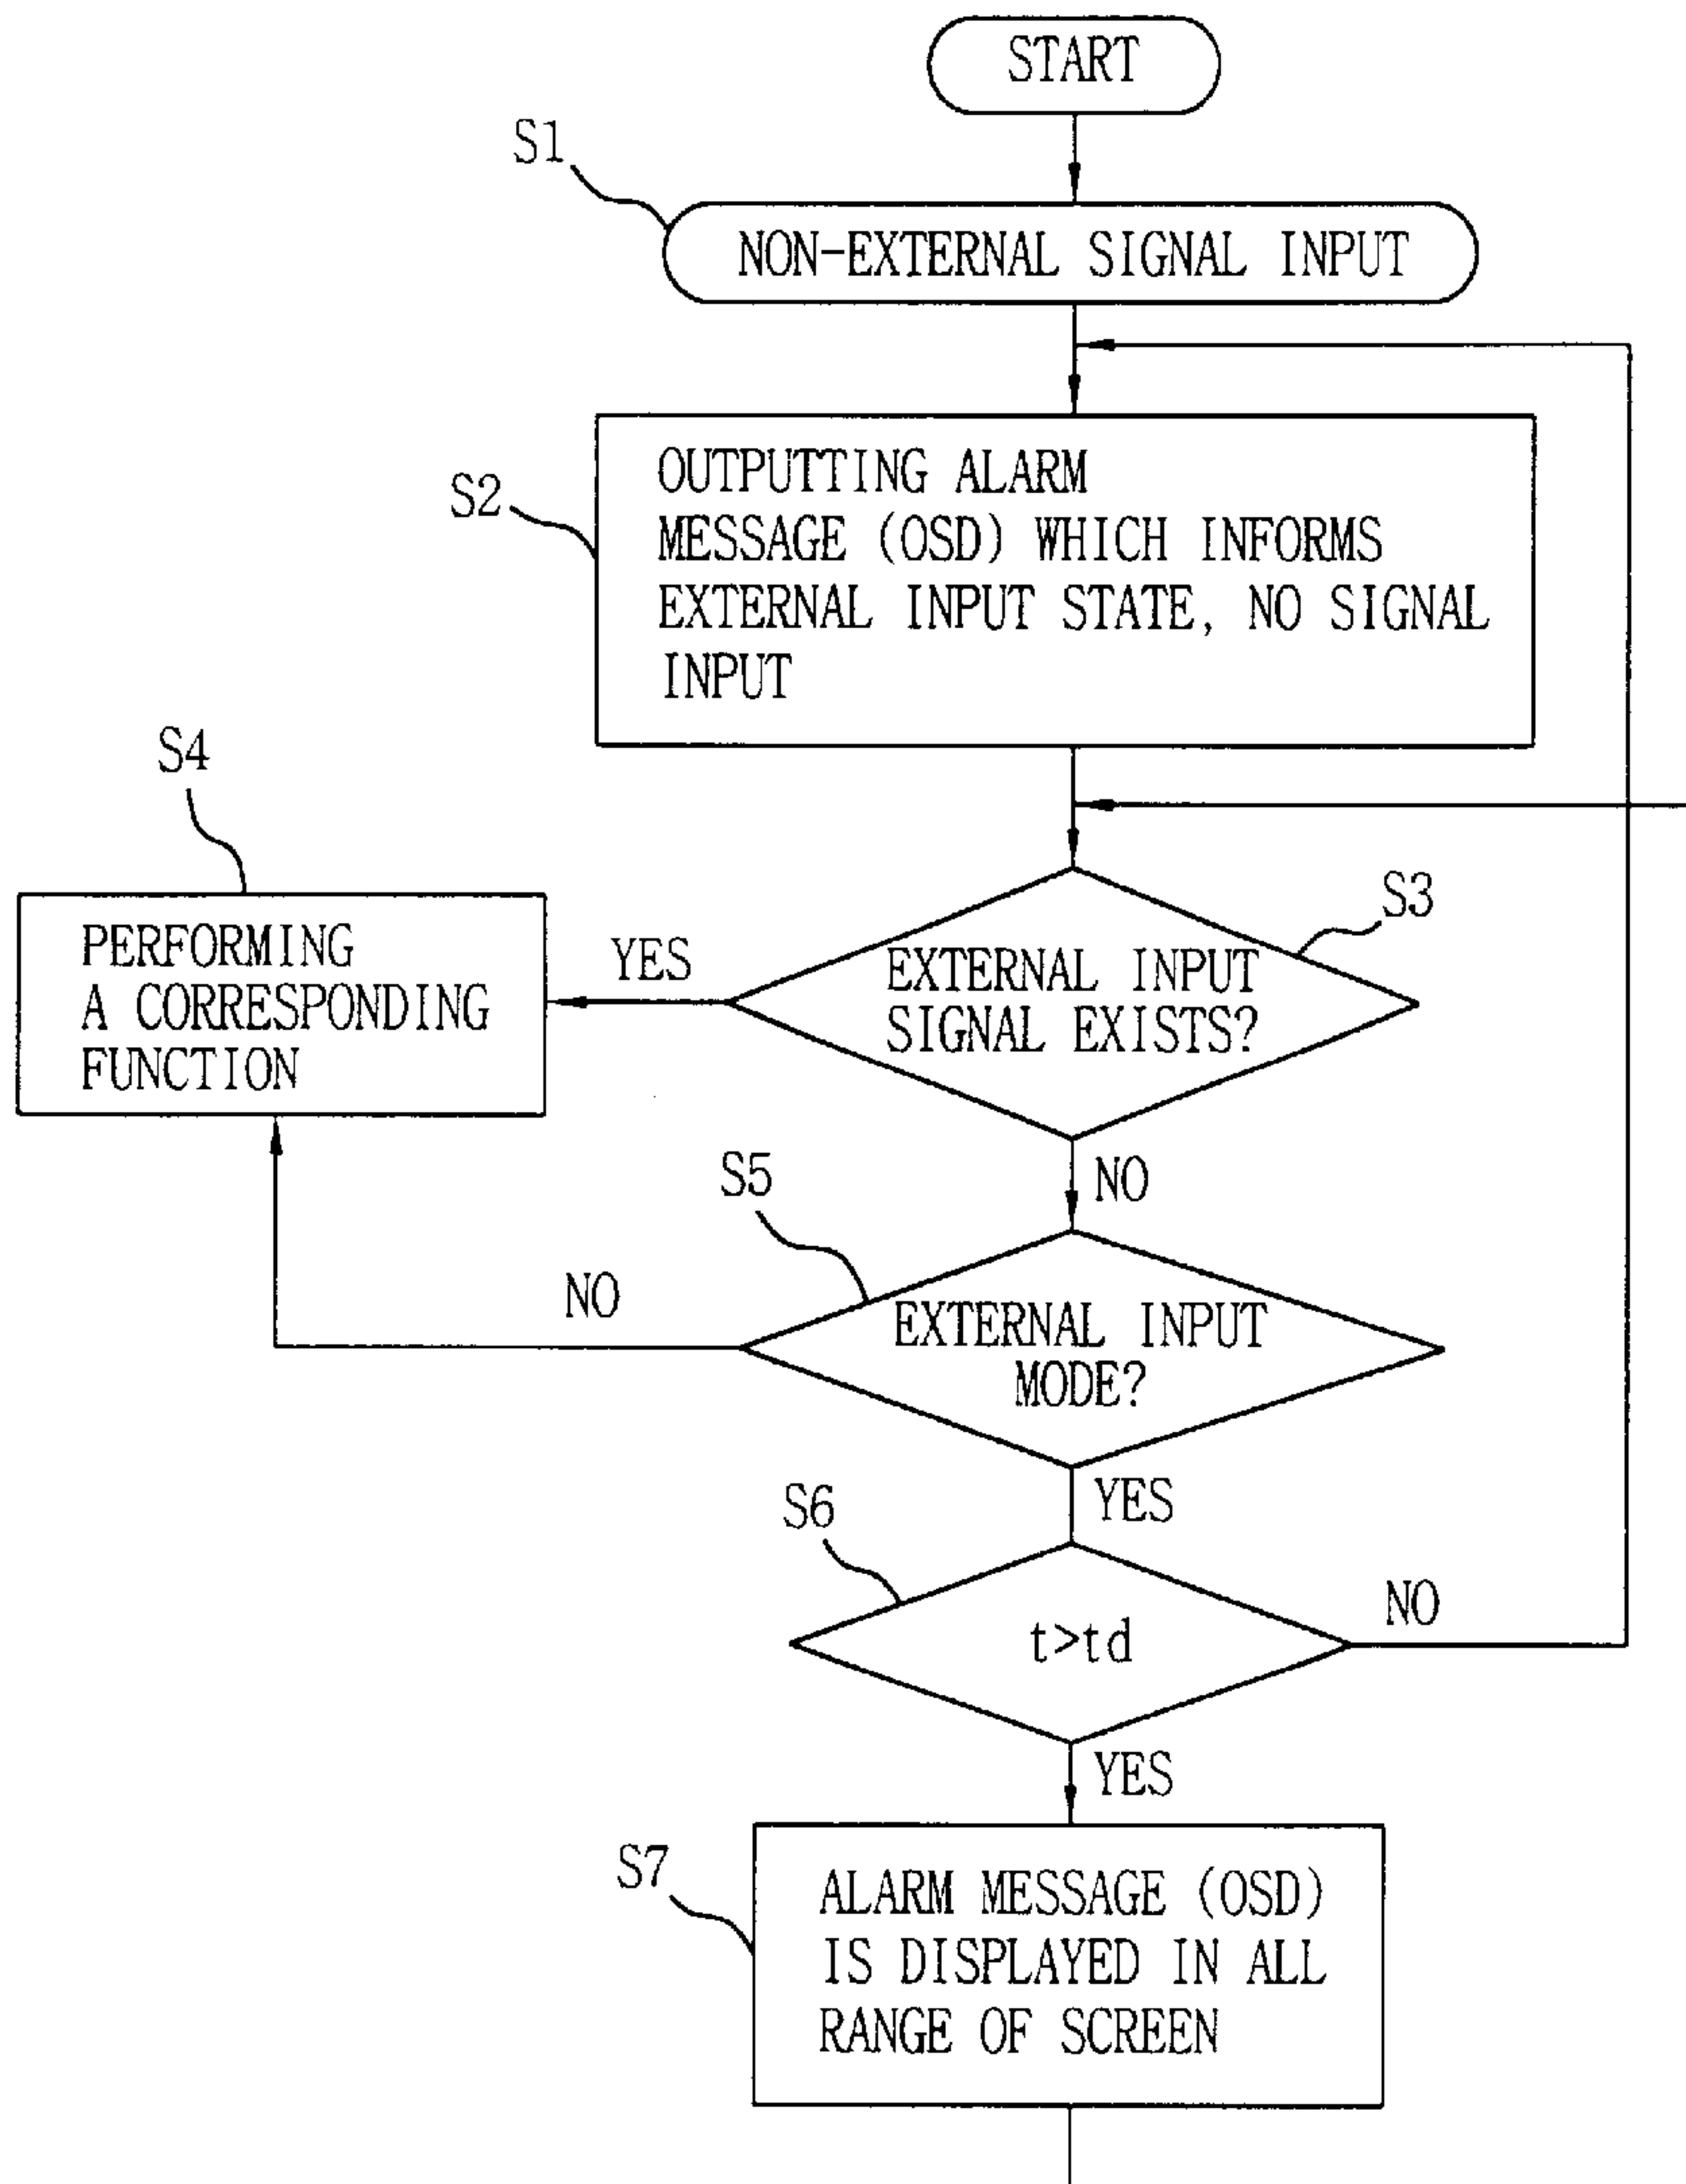 START
S1
NON-EXTERNAL SIGNAL INPUT
S2
OUTPUTTING ALARM
MESSAGE (OSD) WHICH INFORMS
EXTERNAL INPUT STATE, NO SIGNAL
INPUT
S4
PERFORMING
A CORRESPONDING
FUNCTION
YES
S3
EXTERNAL INPUT
SIGNAL EXISTS?
NO
S5
NO
EXTERNAL INPUT
MODE?
YES
S6
t>td
NO
YES
S7
ALARM MESSAGE (OSD)
IS DISPLAYED IN ALL
RANGE OF SCREEN